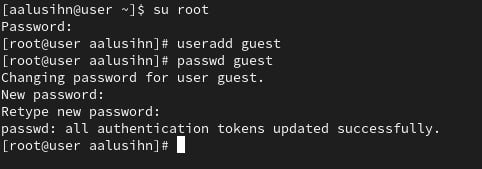 [aalusihn@user ~]$ su root
Password:
[root@user aalusihn]# useradd guest
[root@user aalusihn]# passwd guest
Changing password for user guest.
New password:
Retype new password:
passwd: all authentication tokens updated successfully.
[root@user aalusihn]#